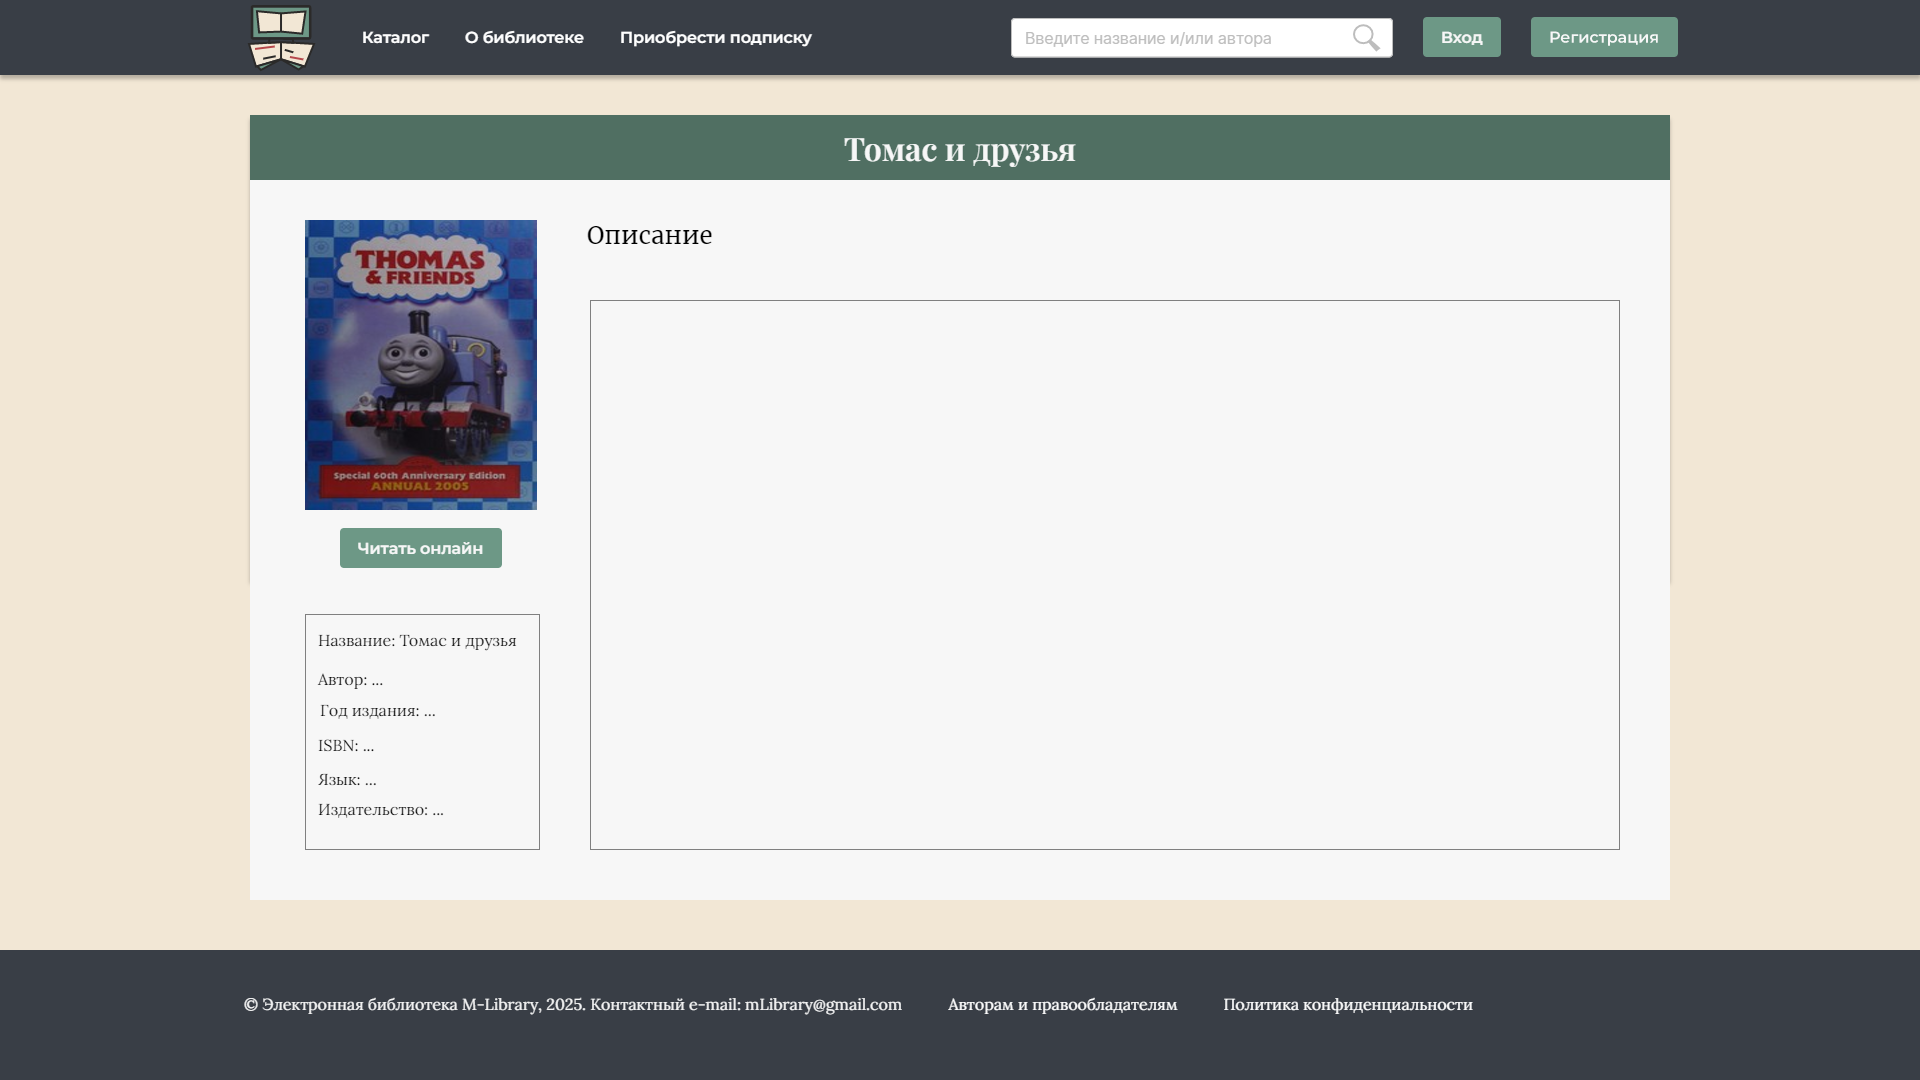 Каталог
О библиотеке
Приобрести подписку
Введите название и/или автора
Вход
Регистрация
Томас и друзья
THOMAS
& FRIENDS
Special 60th Anniversary Edition
ANNUAL 2005
Читать онлайн
Описание
Название: Томас и друзья
Автор: ...
Год издания: ...
ISBN: ...
Язык: ...
Издательство: ...
© Электронная библиотека M-Library, 2025. Контактный e-mail: mLibrary@gmail.com
Авторам и правообладателям
Политика конфиденциальности